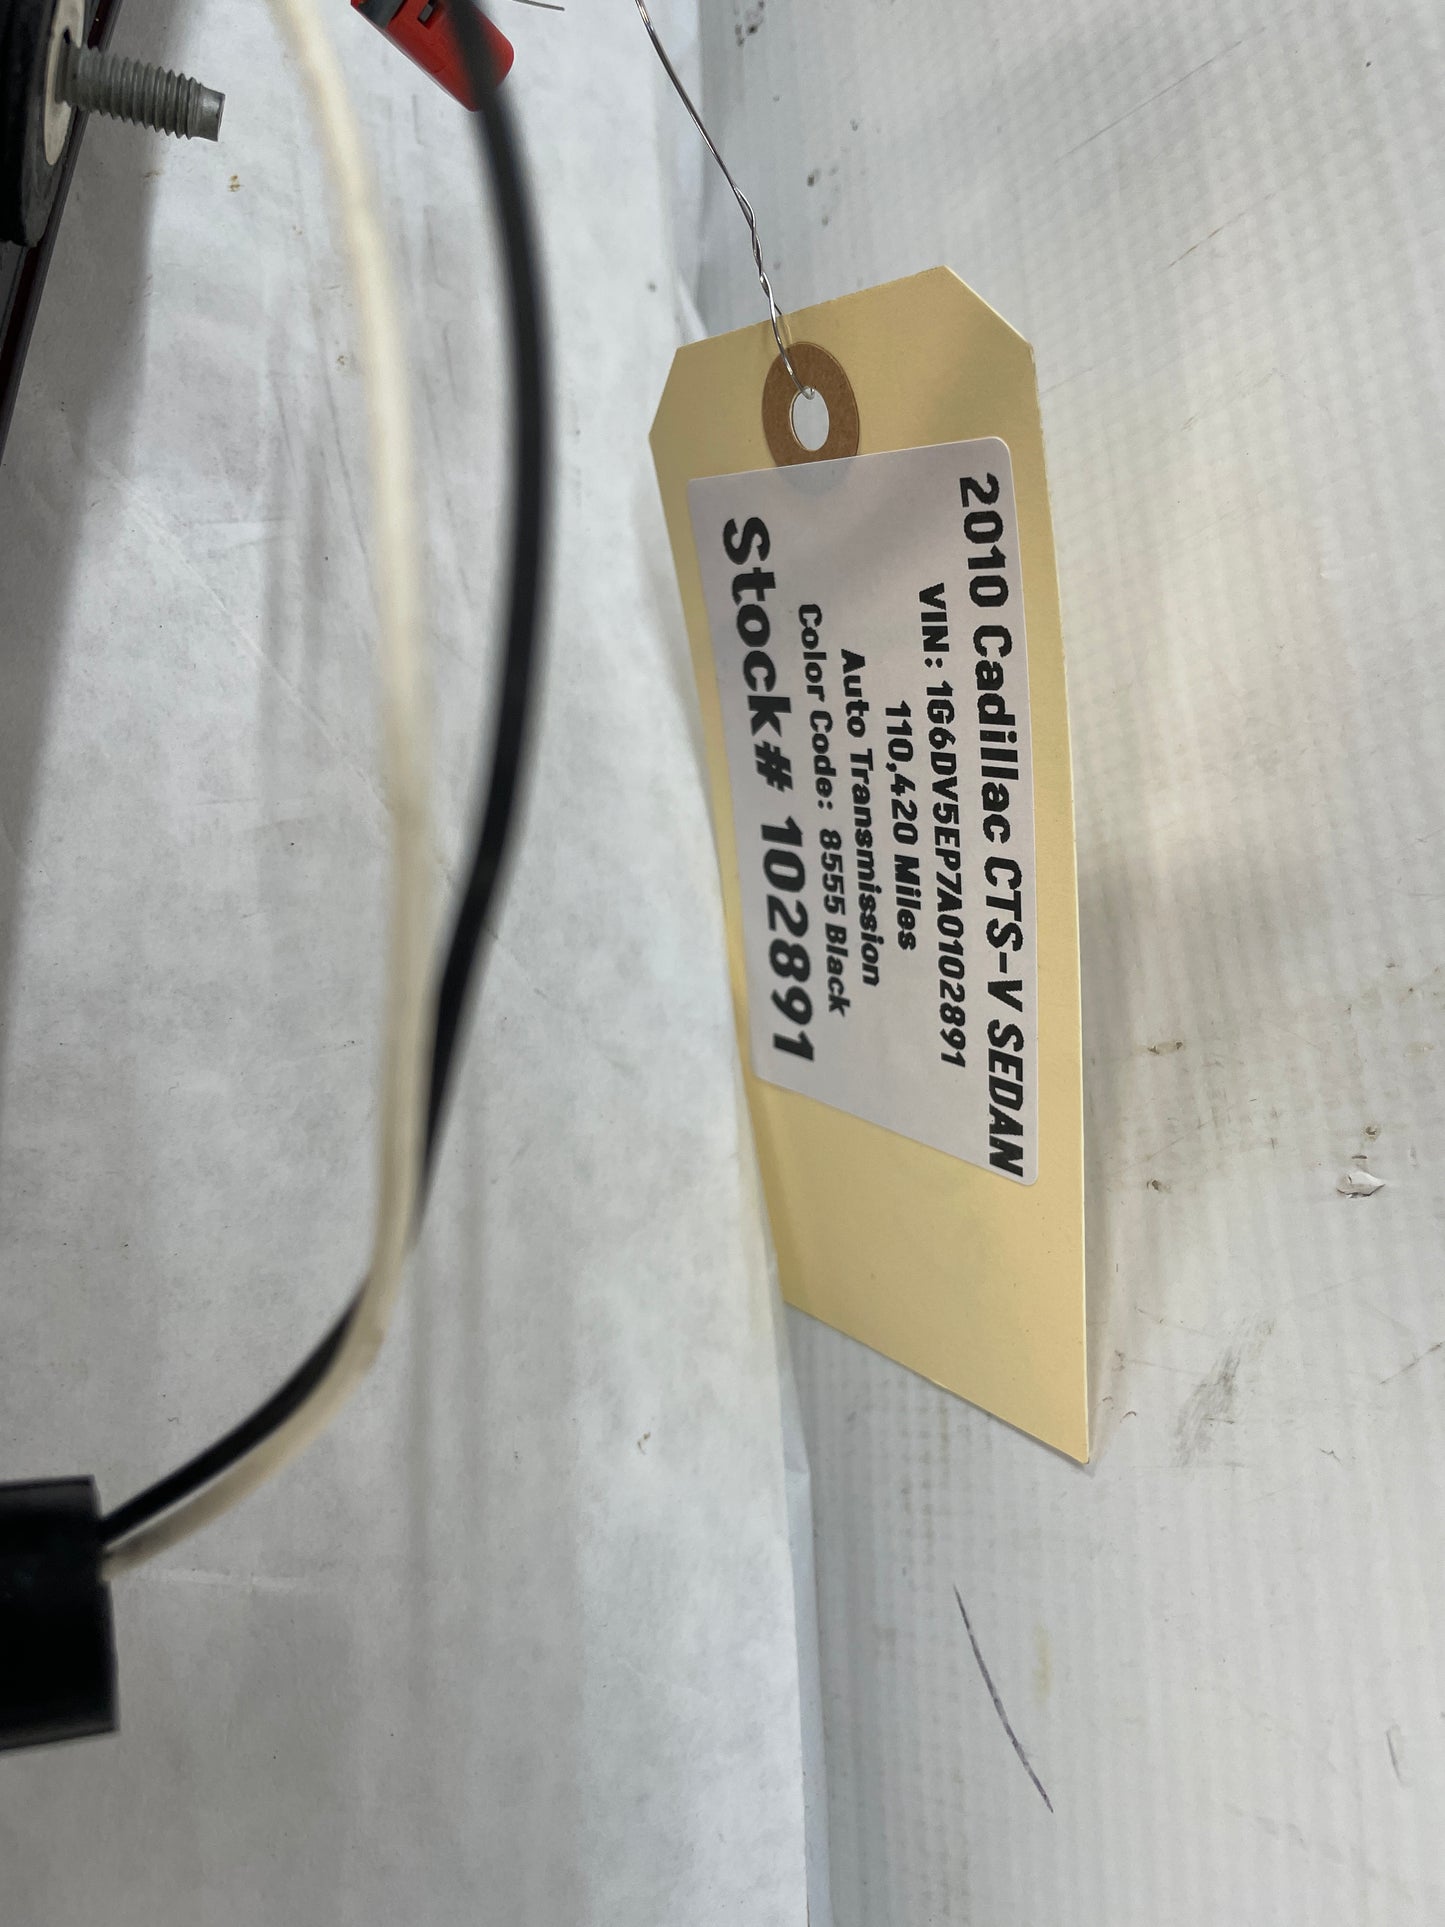 2010 Cadillac CTS-V SEDAN
VIN: 1G6DV5EP7A0102891
110,420 Miles
Auto Transmission
Color Code: 8555 Black
Stock# 102891